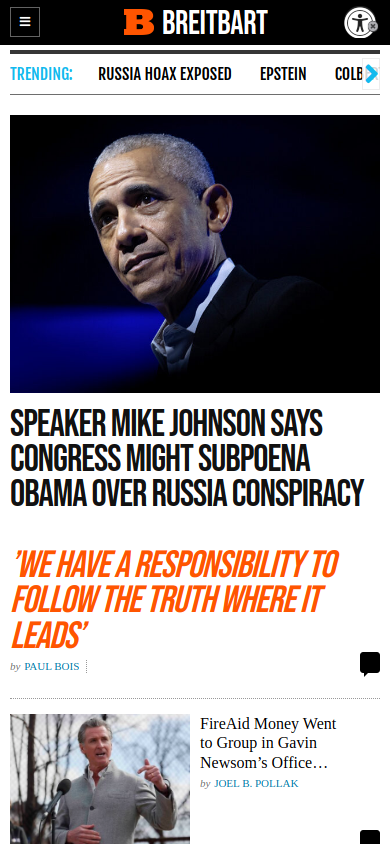 BREITBART
TRENDING: RUSSIA HOAX EXPOSED EPSTEIN COLB
SPEAKER MIKE JOHNSON SAYS
CONGRESS MIGHT SUBPOENA
OBAMA OVER RUSSIA CONSPIRACY
'WE HAVE A RESPONSIBILITY TO
FOLLOW THE TRUTH WHERE IT
LEADS'
by PAUL BOIS
FireAid Money Went
to Group in Gavin
Newsom's Office…
by JOEL B. POLLAK